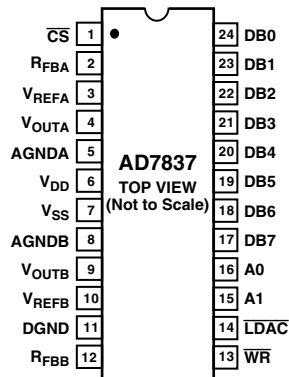 CS 1 24 DB0
RFBA 2 23 DB1
VREFA 3 22 DB2
VOUTA 4 21 DB3
AGNDA 5 20 DB4
AD7837
VDD 6 19 DB5
TOP VIEW
VSS 7 18 DB6
(Not to Scale)
AGNDB 8 17 DB7
VOUTB 9 16 A0
VREFB 10 15 A1
DGND 11 14 LDAC
RFBB 12 13 WR